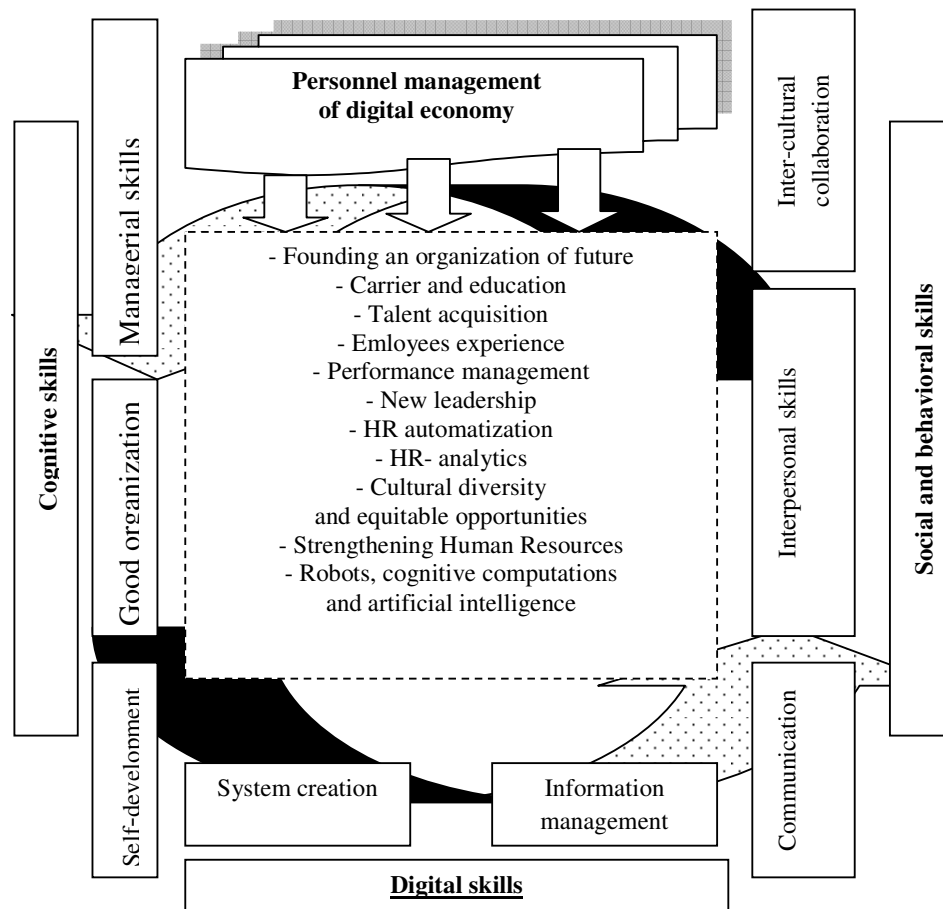 Personnel management
of digital economy
Cognitive skills
Managerial skills
Good organization
Self-development
- Founding an organization of future
- Carrier and education
- Talent acquisition
- Emloyees experience
- Performance management
- New leadership
- HR automatization
- HR- analytics
- Cultural diversity
and equitable opportunities
- Strengthening Human Resources
- Robots, cognitive computations
and artificial intelligence
Inter-cultural
collaboration
Interpersonal skills
Communication
Social and behavioral skills
System creation
Information
management
Digital skills